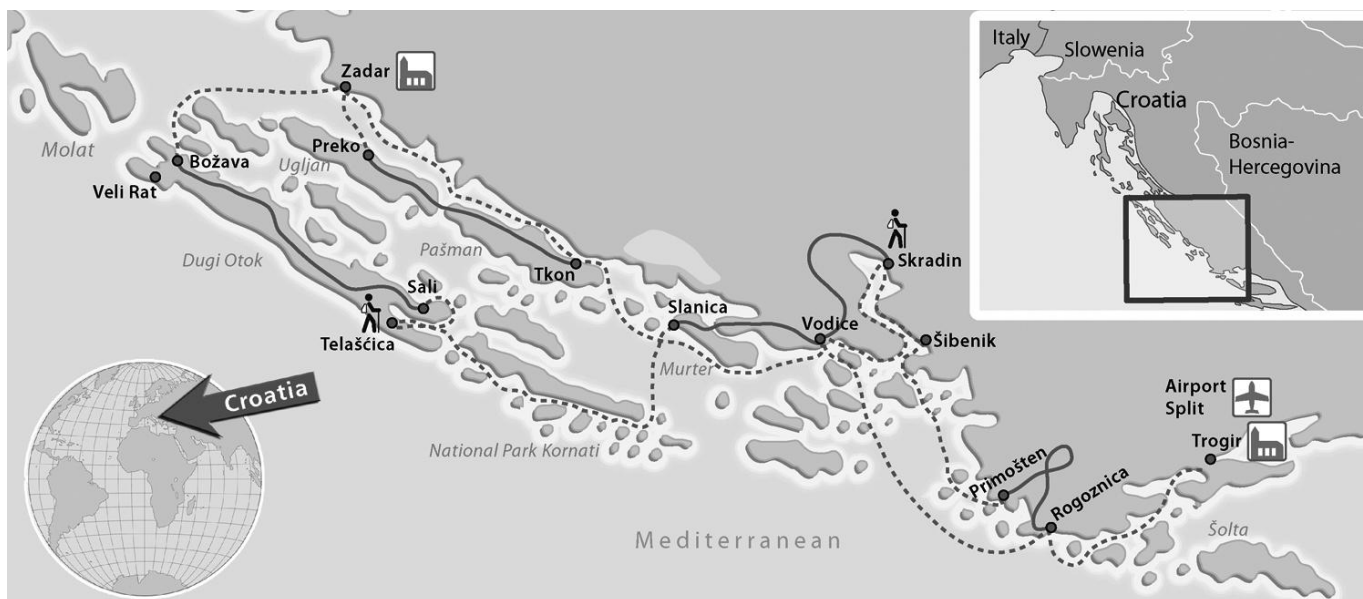 Italy
Slowenia
Croatia
Bosnia-
Hercegovina
Zadar
Molat
Božava
Preko
Ugljan
Veli Rat
Dugi Otok
Pašman
Tkon
Skradin
Sali
Slanica
Telašćica
Vodice
Šibenik
Murter
Croatia
National Park Kornati
Airport
Split
Trogir
Primošten
Rogoznica
Mediterranean
Šolta